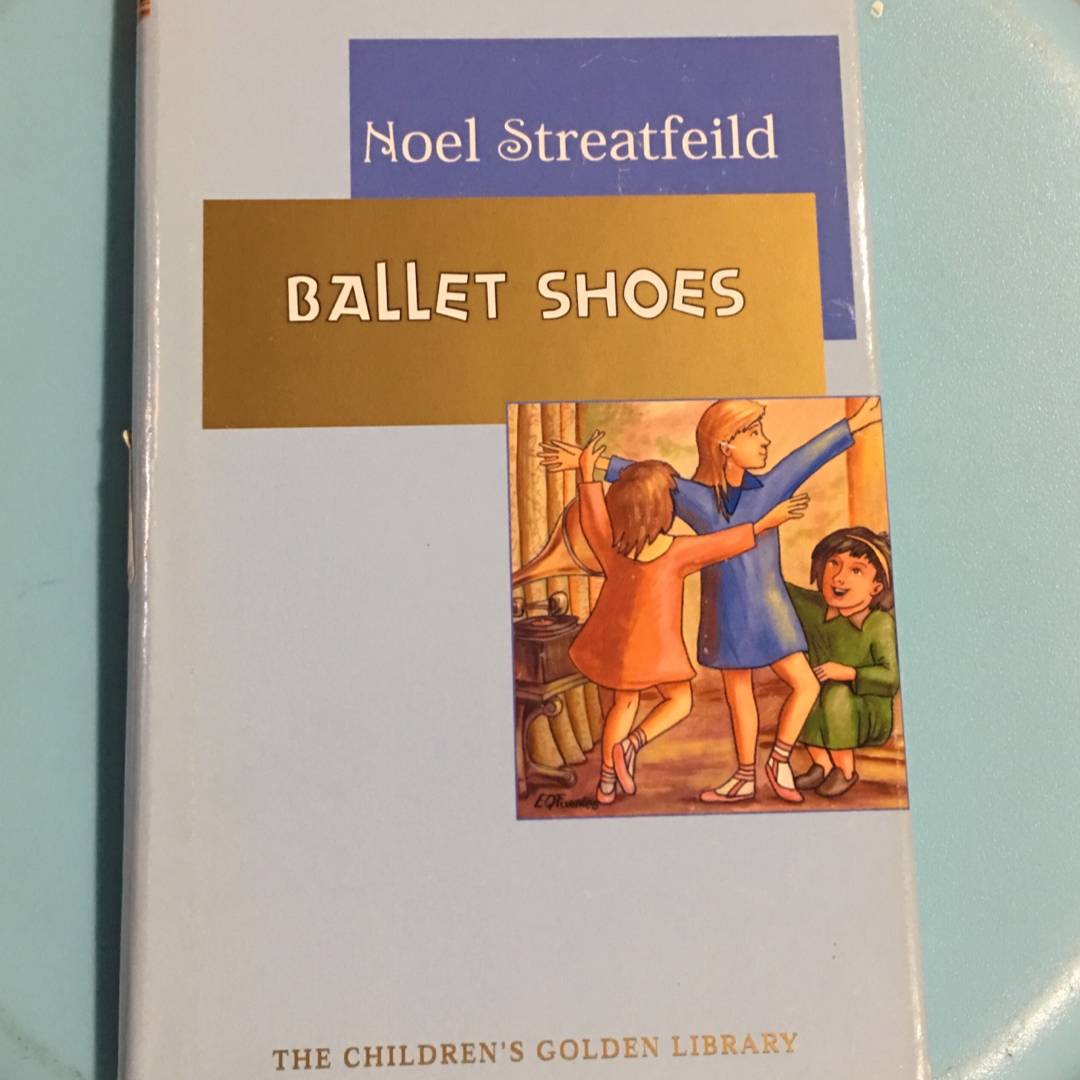 Noel Streatfeild
BALLET SHOES
THE CHILDREN'S GOLDEN LIBRARY